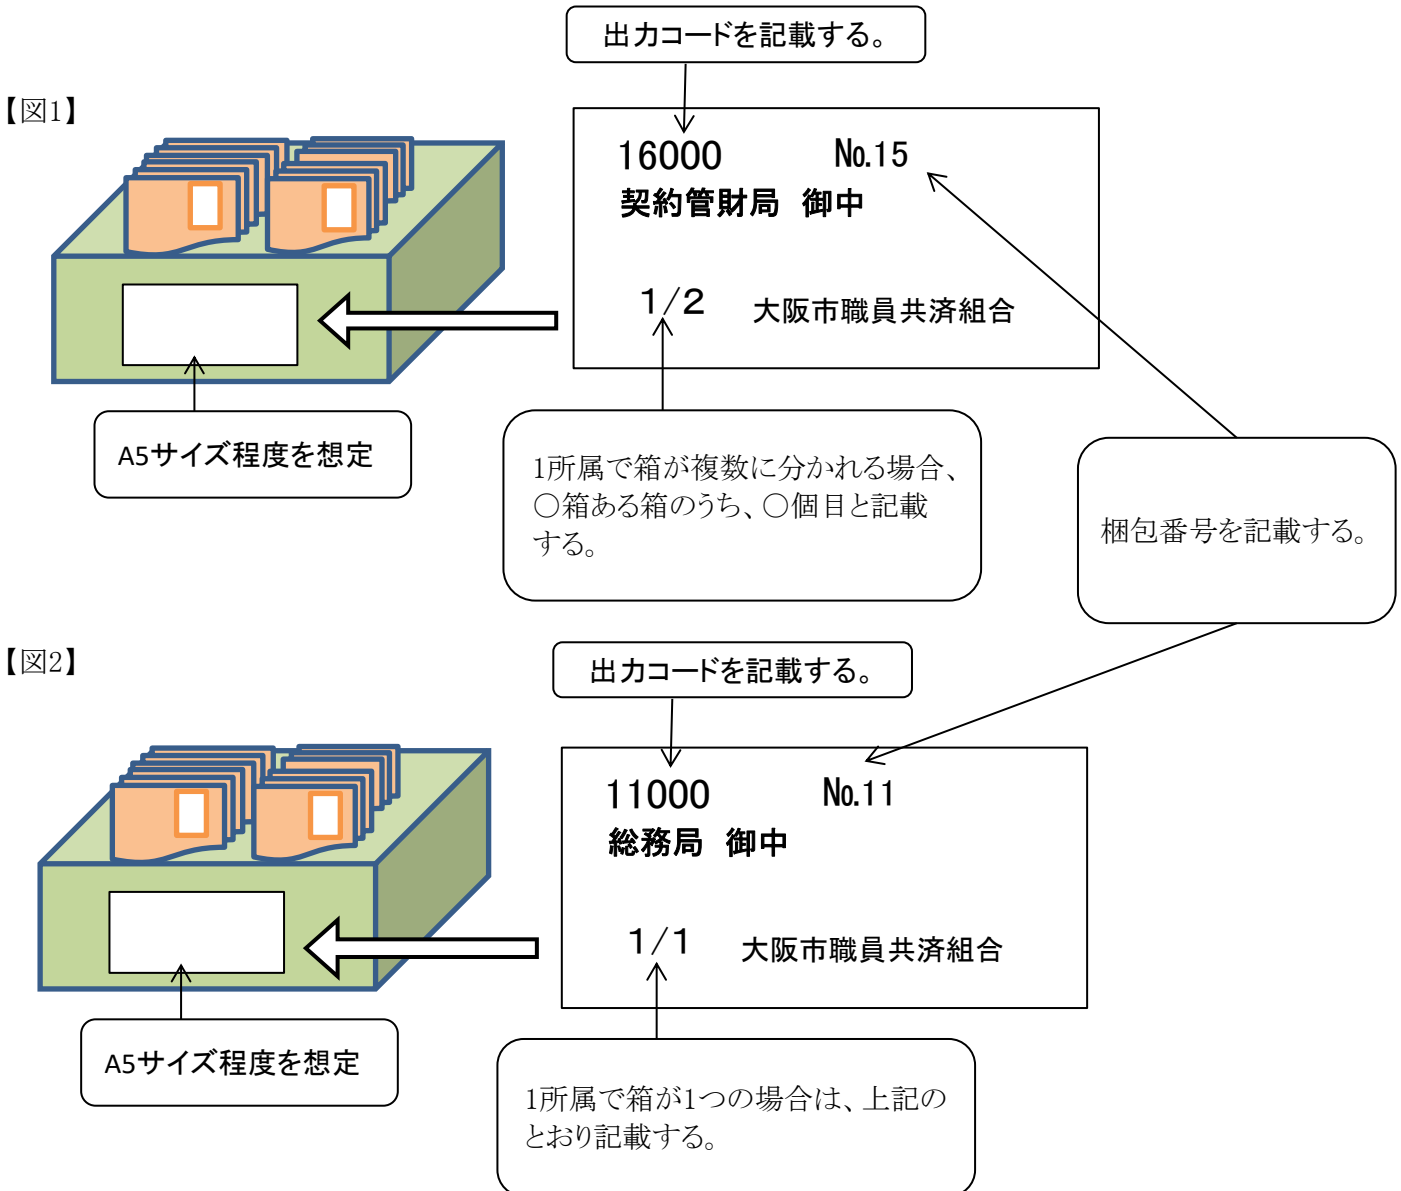 出力コードを記載する。
【図1】
16000 №15
契約管財局 御中
1/2 大阪市職員共済組合
A5サイズ程度を想定
1所属で箱が複数に分かれる場合、
○箱ある箱のうち、○個目と記載
する。
梱包番号を記載する。
【図2】
出力コードを記載する。
11000 №11
総務局 御中
1/1 大阪市職員共済組合
A5サイズ程度を想定
1所属で箱が1つの場合は、上記の
とおり記載する。